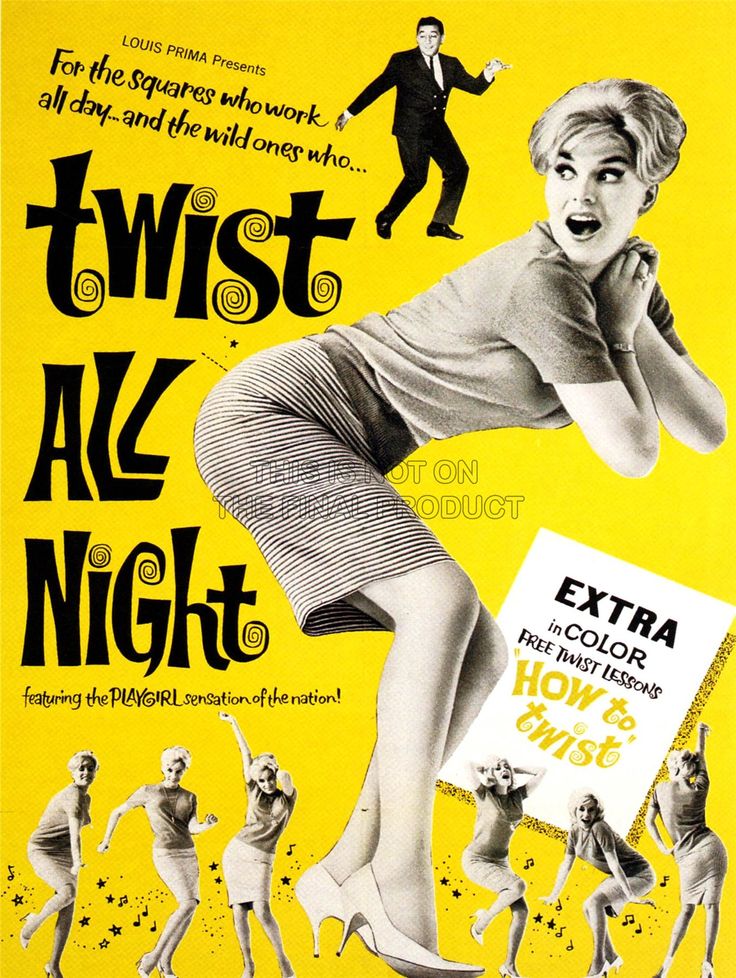 LOUIS PRIMA Presents
For the squares who work
all day... and the wild ones who...
twist
ALL
NIGht
featuring the PLAYGIRL sensation of the nation!
THIS IS NOT ON
THE FINAL PRODUCT
EXTRA
in COLOR
FREE TWIST LESSONS
"HOW to
twist"